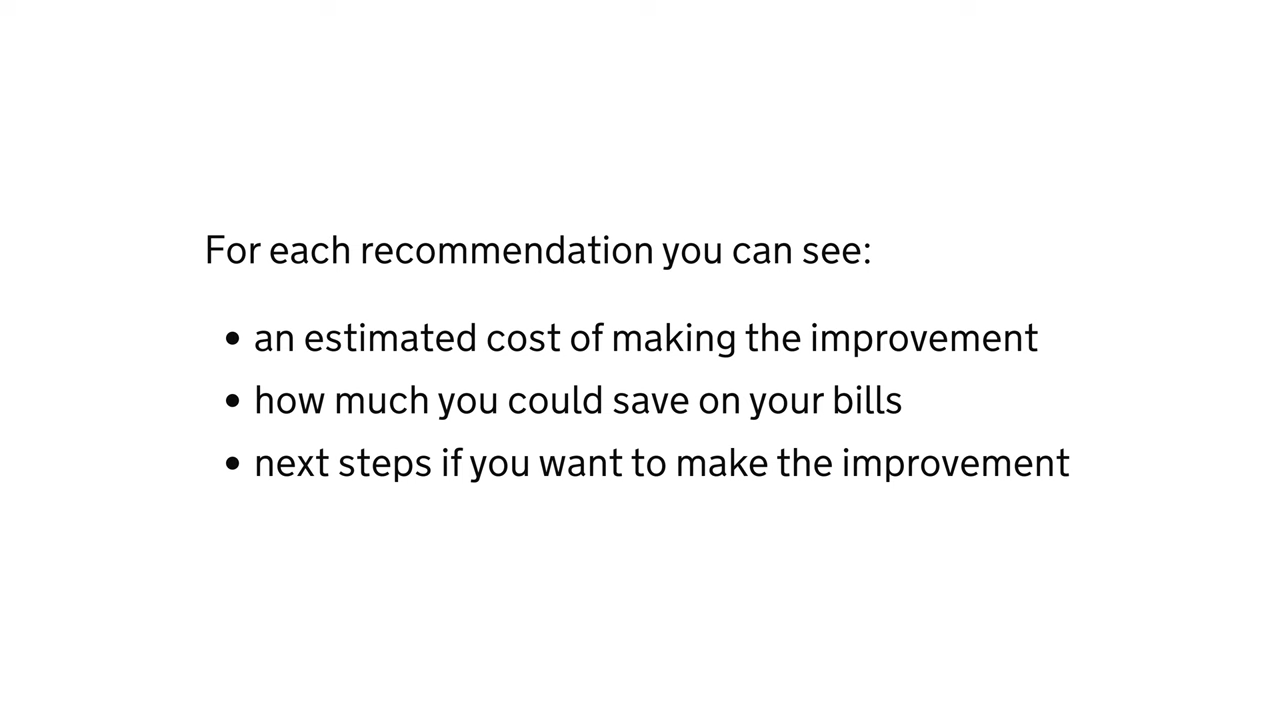 For each recommendation you can see:
• an estimated cost of making the improvement
• how much you could save on your bills
• next steps if you want to make the improvement